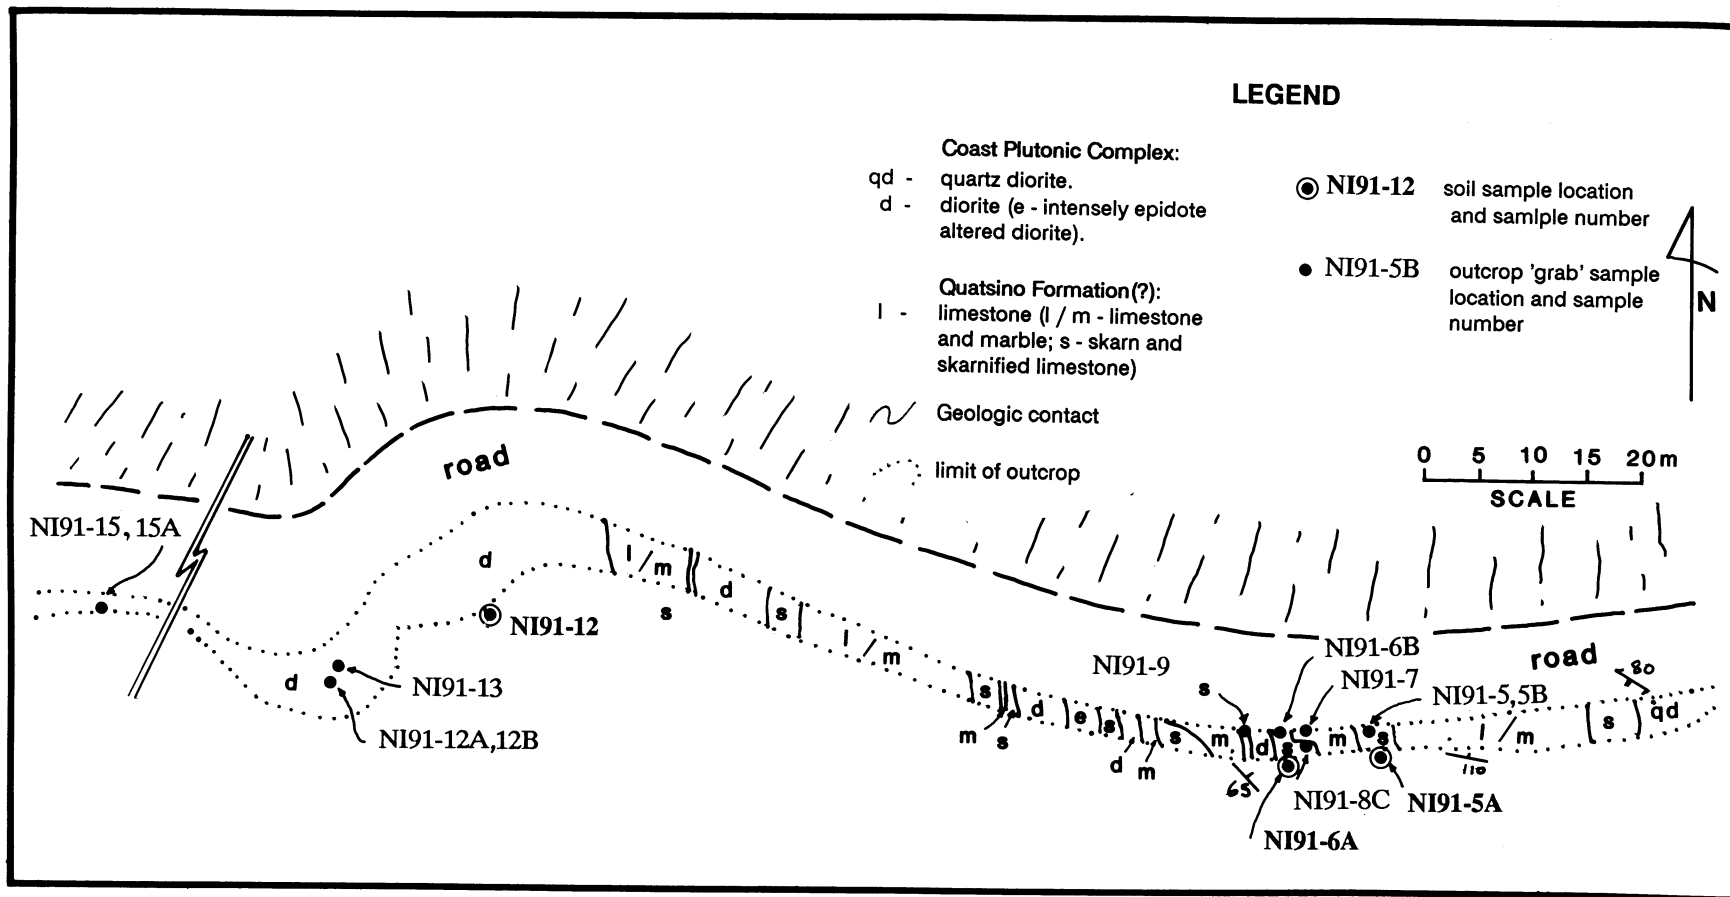 LEGEND
Coast Plutonic Complex:
qd - quartz diorite.
d - diorite (e - intensely epidote
altered diorite).
Quatsino Formation(?):
l - limestone (l / m - limestone
and marble; s - skarn and
skarnified limestone)
Geologic contact
limit of outcrop
NI91-12 soil sample location
and samlple number
NI91-5B outcrop 'grab' sample
location and sample
number
N
0 5 10 15 20m
SCALE
road
NI91-15, 15A
d
l / m
d
s
s
NI91-12
l / m
d
NI91-13
NI91-12A,12B
NI91-9
NI91-6B
NI91-7
NI91-5,5B
road
80
s
s
d
e
s
s
m
d
s
m
s
l / m
s
qd
m
s
d
m
65
110
NI91-8C
NI91-5A
NI91-6A